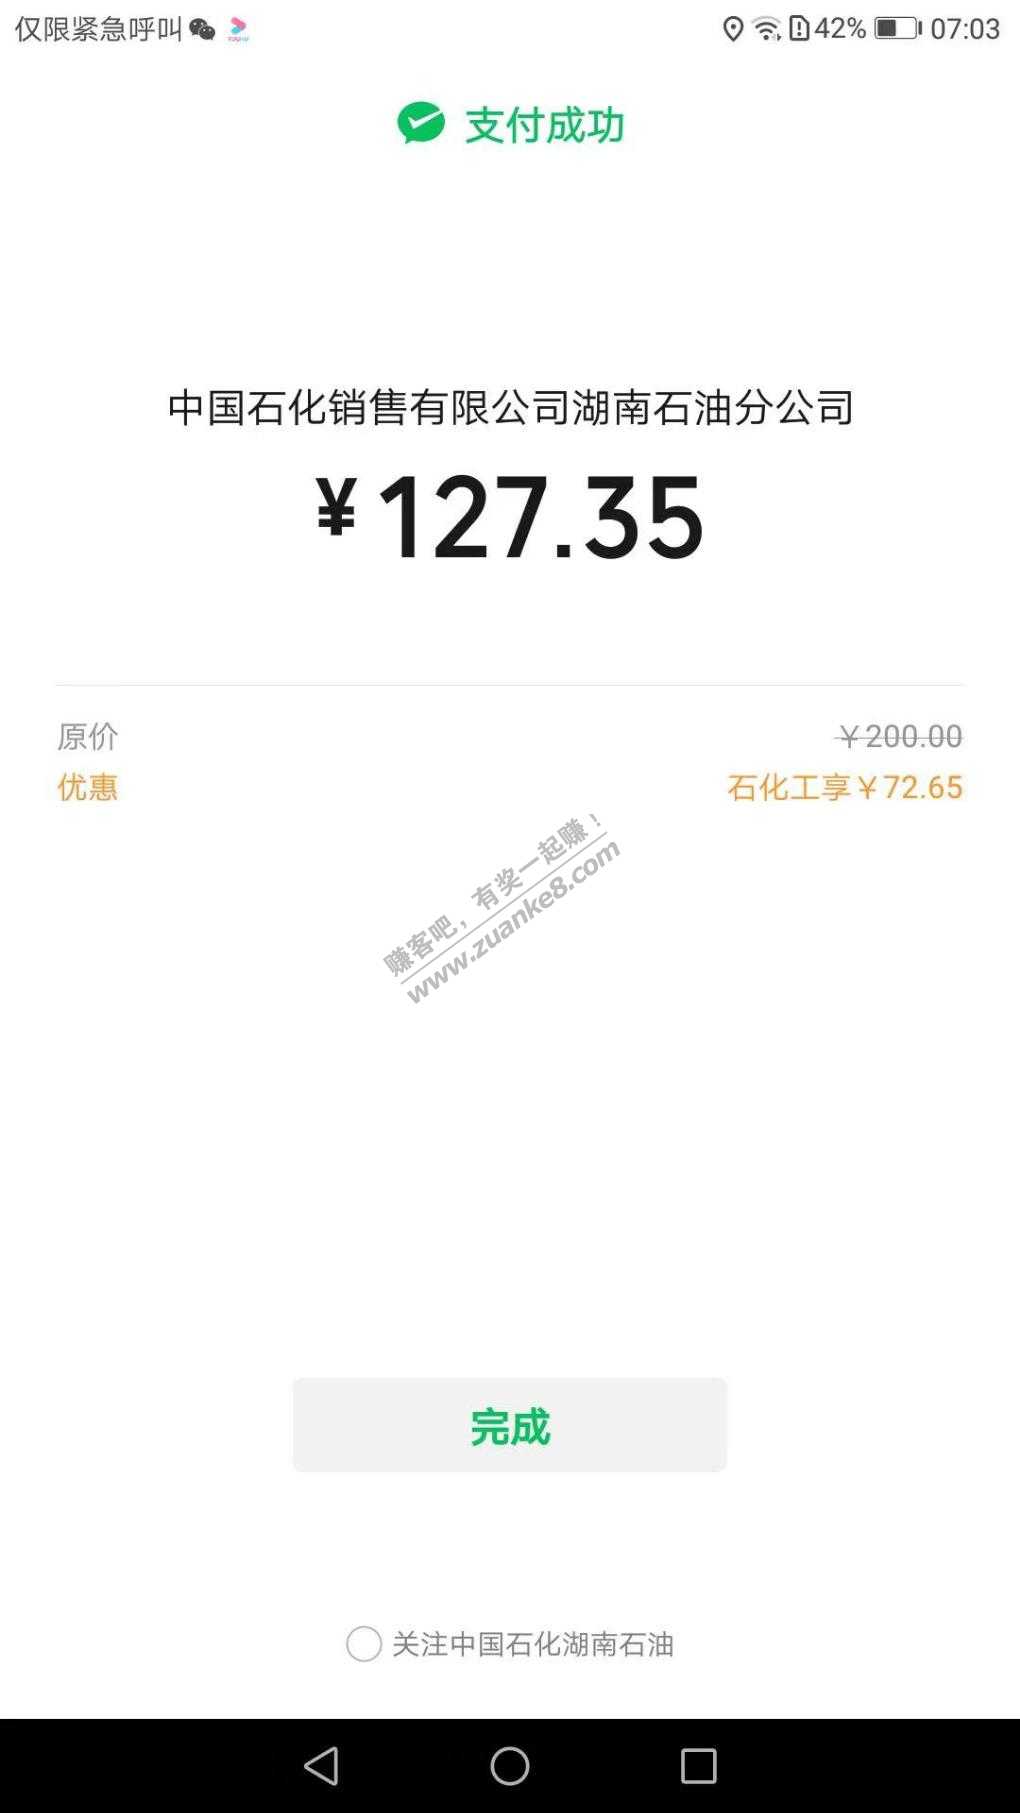 仅限紧急呼叫 42% 07:03
支付成功
中国石化销售有限公司湖南石油分公司
¥127.35
原价 ￥200.00
优惠 石化工享￥72.65
赚客吧，有奖一起赚！
www.zuanke8.com
完成
关注中国石化湖南石油